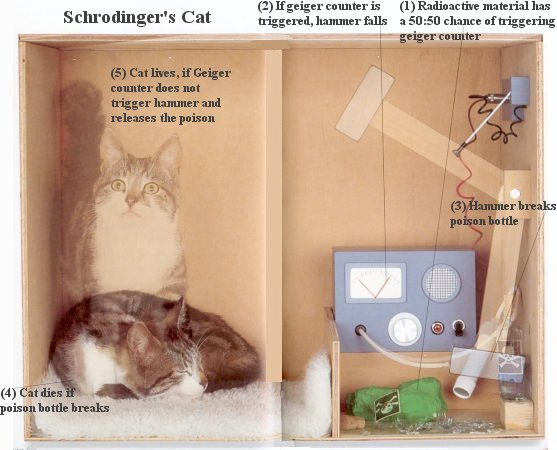 Schrodinger's Cat
(2) If geiger counter is
triggered, hammer falls
(1) Radioactive material has
a 50:50 chance of triggering
geiger counter
(5) Cat lives, if Geiger
counter does not
trigger hammer and
releases the poison
(3) Hammer breaks
poison bottle
(4) Cat dies if
poison bottle breaks